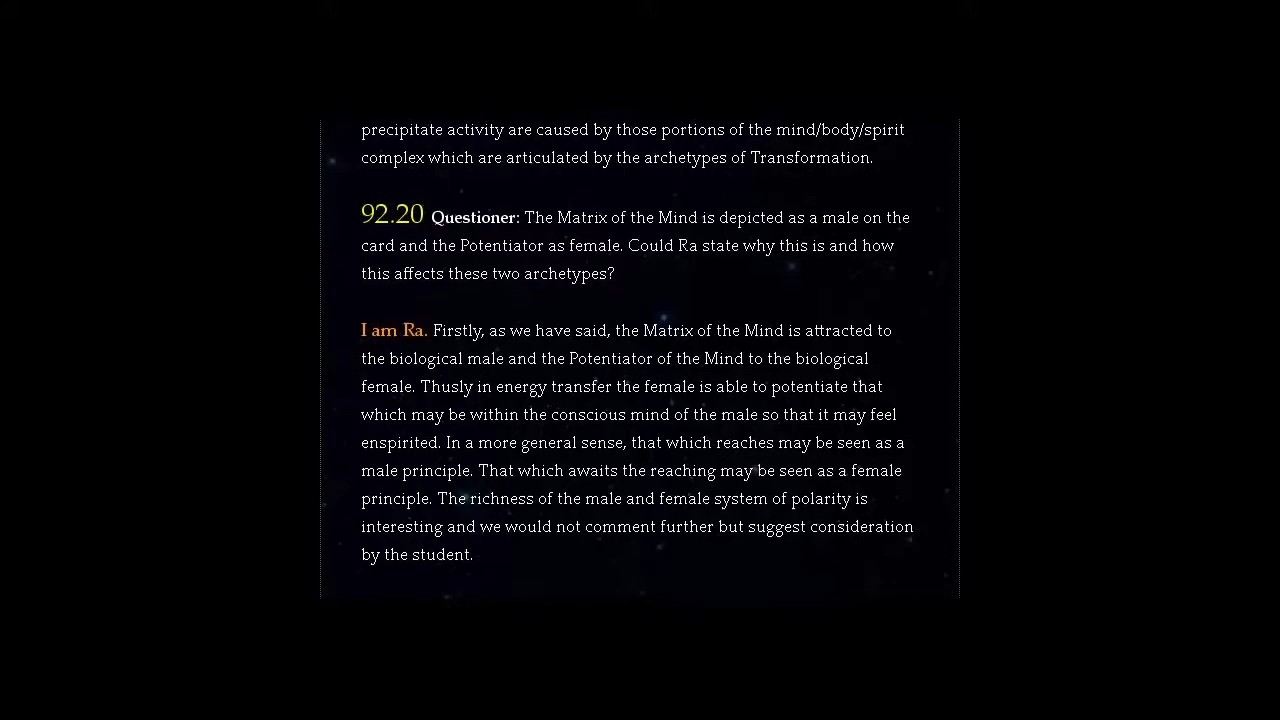 precipitate activity are caused by those portions of the mind/body/spirit
complex which are articulated by the archetypes of Transformation.
92.20 Questioner: The Matrix of the Mind is depicted as a male on the
card and the Potentiator as female. Could Ra state why this is and how
this affects these two archetypes?
I am Ra. Firstly, as we have said, the Matrix of the Mind is attracted to
the biological male and the Potentiator of the Mind to the biological
female. Thusly in energy transfer the female is able to potentiate that
which may be within the conscious mind of the male so that it may feel
enspirited. In a more general sense, that which reaches may be seen as a
male principle. That which awaits the reaching may be seen as a female
principle. The richness of the male and female system of polarity is
interesting and we would not comment further but suggest consideration
by the student.